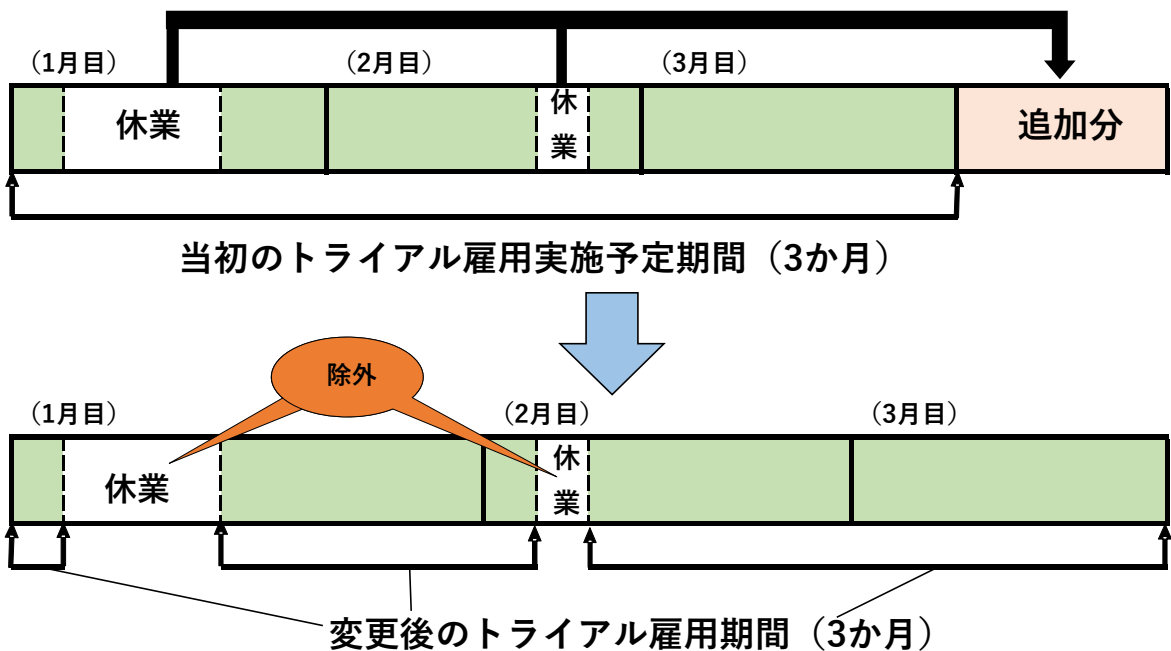 （1月目）
（2月目）
（3月目）
休業
休
業
追加分
当初のトライアル雇用実施予定期間（3か月）
除外
（1月目）
（2月目）
（3月目）
休業
休
業
変更後のトライアル雇用期間（3か月）